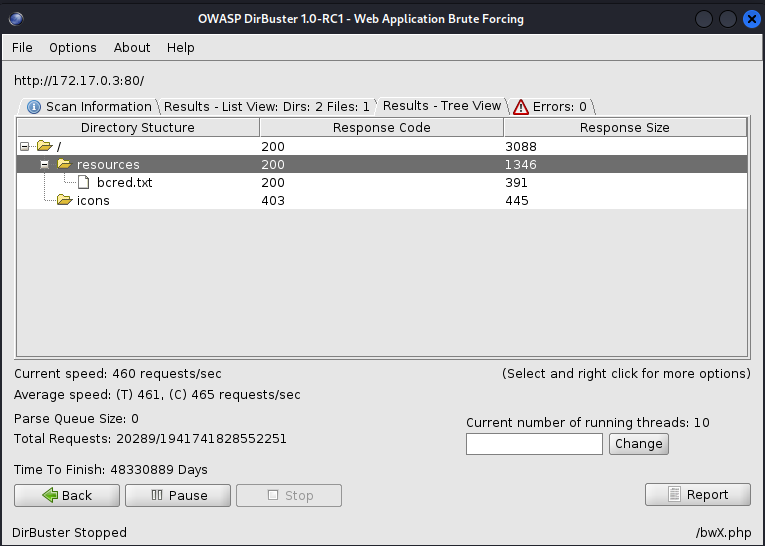 OWASP DirBuster 1.0-RC1 - Web Application Brute Forcing
File Options About Help
http://172.17.0.3:80/
Scan Information Results - List View: Dirs: 2 Files: 1 Results - Tree View Errors: 0
Directory Stucture Response Code Response Size
/ 200 3088
resources 200 1346
bcred.txt 200 391
icons 403 445
Current speed: 460 requests/sec (Select and right click for more options)
Average speed: (T) 461, (C) 465 requests/sec
Parse Queue Size: 0
Current number of running threads: 10
Total Requests: 20289/1941741828552251
Change
Time To Finish: 48330889 Days
Back Pause Stop Report
DirBuster Stopped /bwX.php